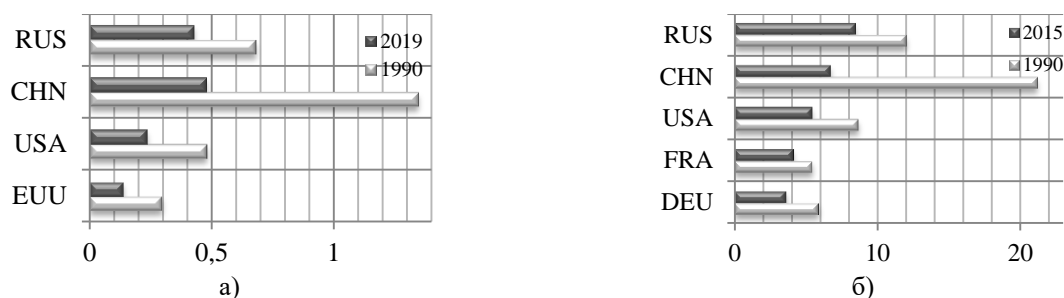 RUS
CHN
USA
EUU
2019
1990
0
0,5
1
а)
RUS
CHN
USA
FRA
DEU
2015
1990
0
10
20
б)